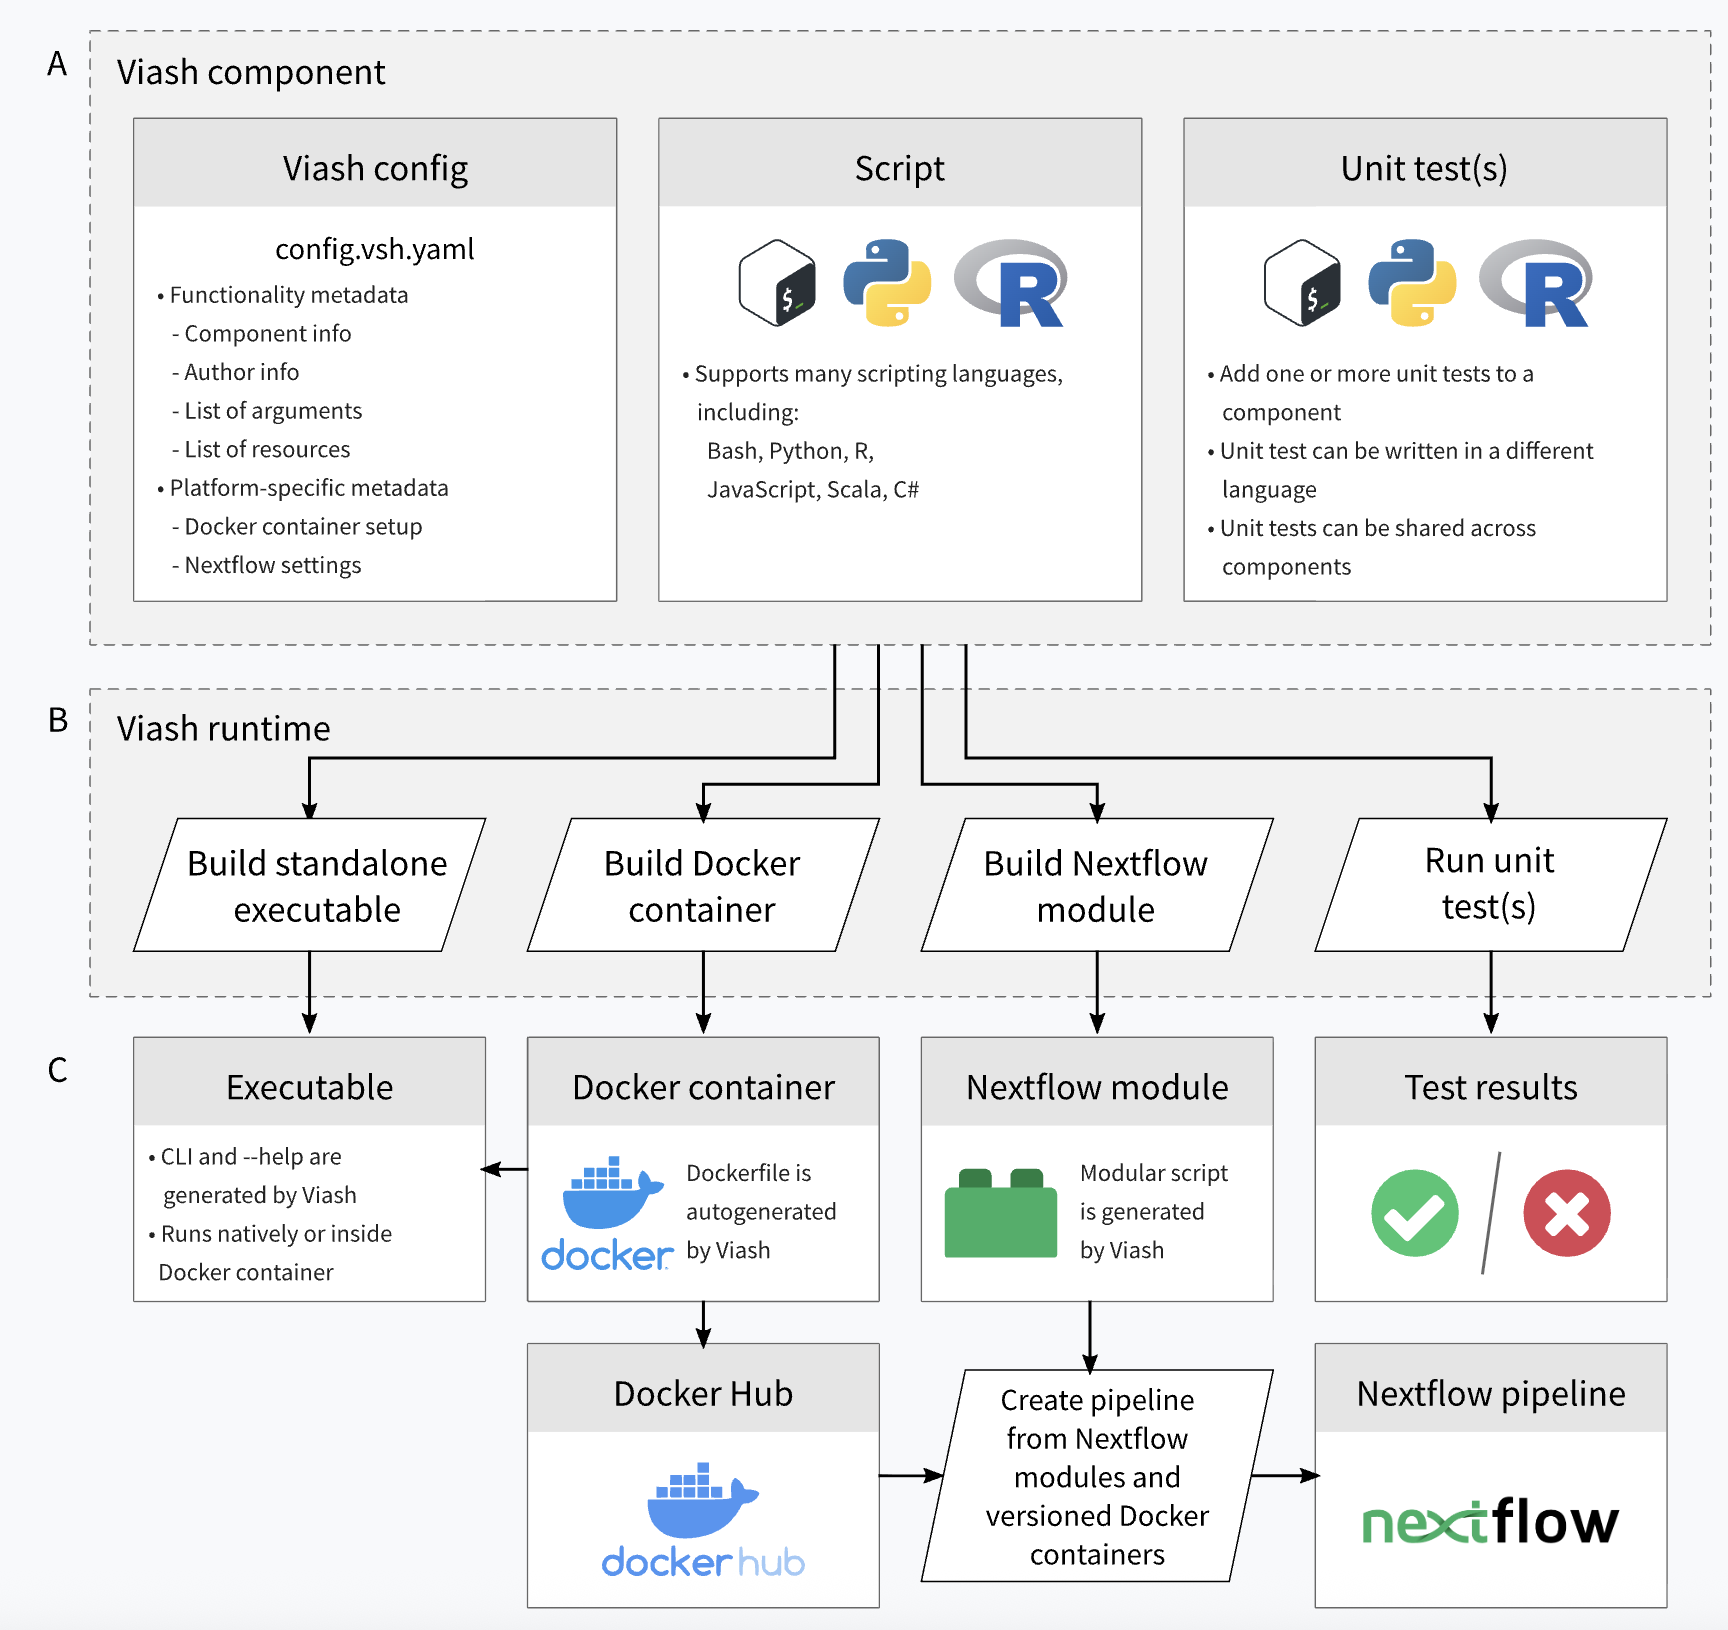 A
Viash component
Viash config
config.vsh.yaml
• Functionality metadata
- Component info
- Author info
- List of arguments
- List of resources
• Platform-specific metadata
- Docker container setup
- Nextflow settings
Script
$_
R
• Supports many scripting languages,
including:
Bash, Python, R,
JavaScript, Scala, C#
Unit test(s)
$_
R
• Add one or more unit tests to a
component
• Unit test can be written in a different
language
• Unit tests can be shared across
components
B
Viash runtime
Build standalone
executable
Build Docker
container
Build Nextflow
module
Run unit
test(s)
C
Executable
• CLI and --help are
generated by Viash
• Runs natively or inside
Docker container
Docker container
docker
Dockerfile is
autogenerated
by Viash
Nextflow module
Modular script
is generated
by Viash
Test results
Docker Hub
dockerhub
Create pipeline
from Nextflow
modules and
versioned Docker
containers
Nextflow pipeline
nextflow